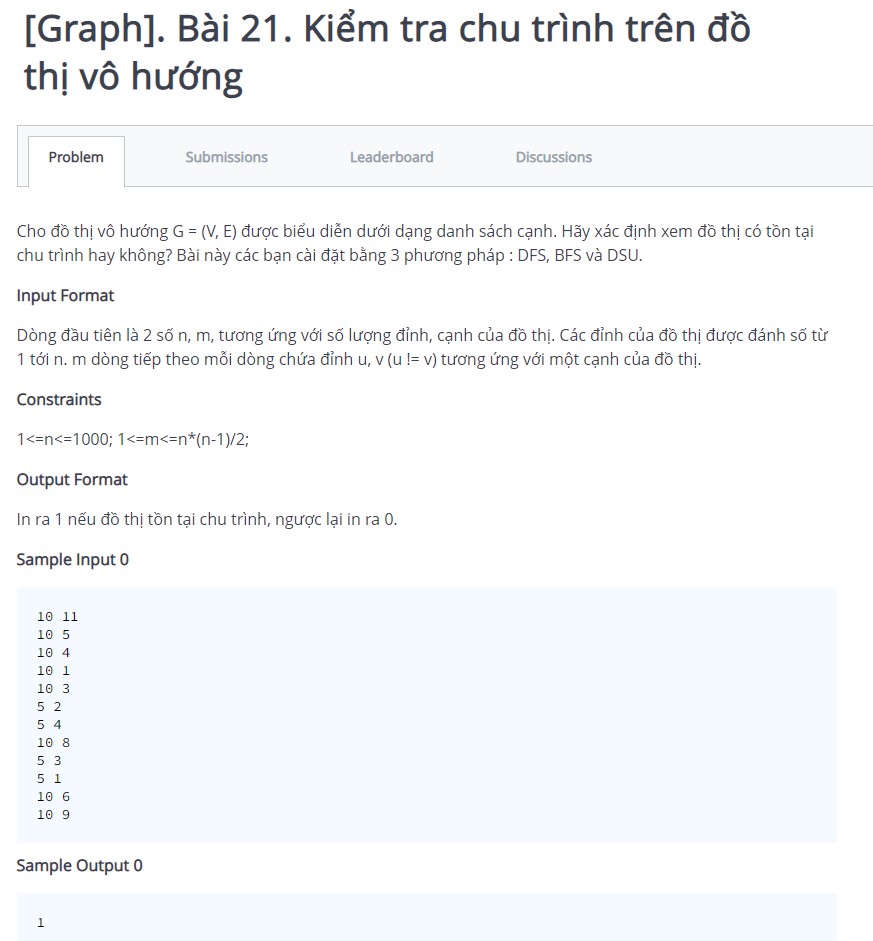 [Graph]. Bài 21. Kiểm tra chu trình trên đồ
thị vô hướng
Problem
Submissions
Leaderboard
Discussions
Cho đồ thị vô hướng G = (V, E) được biểu diễn dưới dạng danh sách cạnh. Hãy xác định xem đồ thị có tồn tại
chu trình hay không? Bài này các bạn cài đặt bằng 3 phương pháp : DFS, BFS và DSU.
Input Format
Dòng đầu tiên là 2 số n, m, tương ứng với số lượng đỉnh, cạnh của đồ thị. Các đỉnh của đồ thị được đánh số từ
1 tới n. m dòng tiếp theo mỗi dòng chứa đỉnh u, v (u != v) tương ứng với một cạnh của đồ thị.
Constraints
1<=n<=1000; 1<=m<=n*(n-1)/2;
Output Format
In ra 1 nếu đồ thị tồn tại chu trình, ngược lại in ra 0.
Sample Input 0
10 11
10 5
10 4
10 1
10 3
5 2
5 4
10 8
5 3
5 1
10 6
10 9
Sample Output 0
1